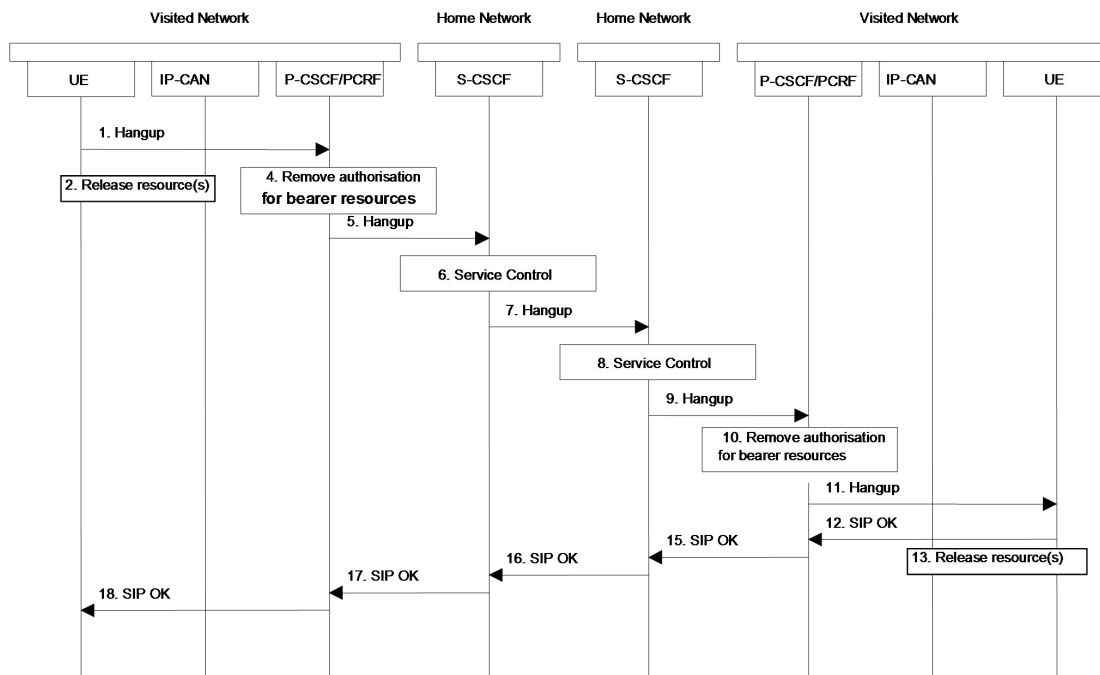 Visited Network
Home Network
Home Network
Visited Network
UE
IP-CAN
P-CSCF/PCRF
S-CSCF
S-CSCF
P-CSCF/PCRF
IP-CAN
UE
1. Hangup
2. Release resource(s)
4. Remove authorisation
for bearer resources
5. Hangup
6. Service Control
7. Hangup
8. Service Control
9. Hangup
10. Remove authorisation
for bearer resources
11. Hangup
12. SIP OK
13. Release resource(s)
15. SIP OK
16. SIP OK
17. SIP OK
18. SIP OK